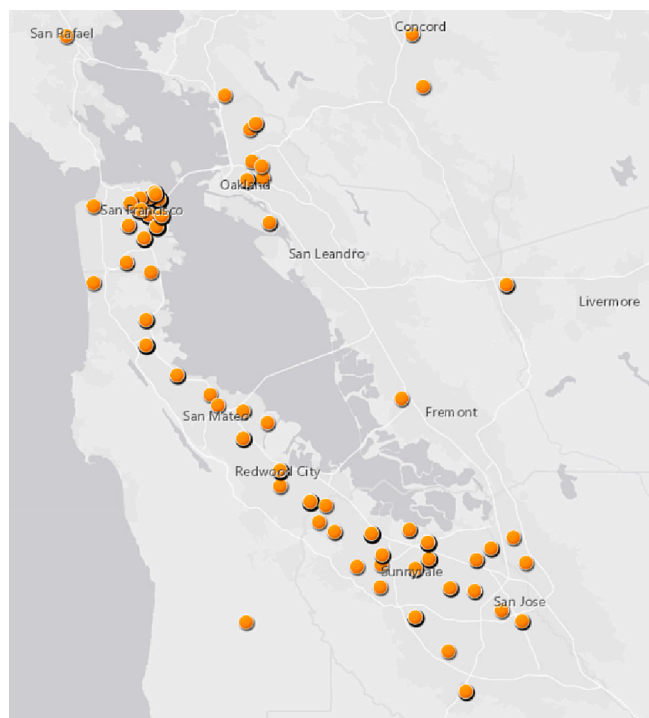 San Rafael
Concord
Oakland
San Francisco
San Leandro
Livermore
San Mateo
Fremont
Redwood City
Sunnyvale
San Jose